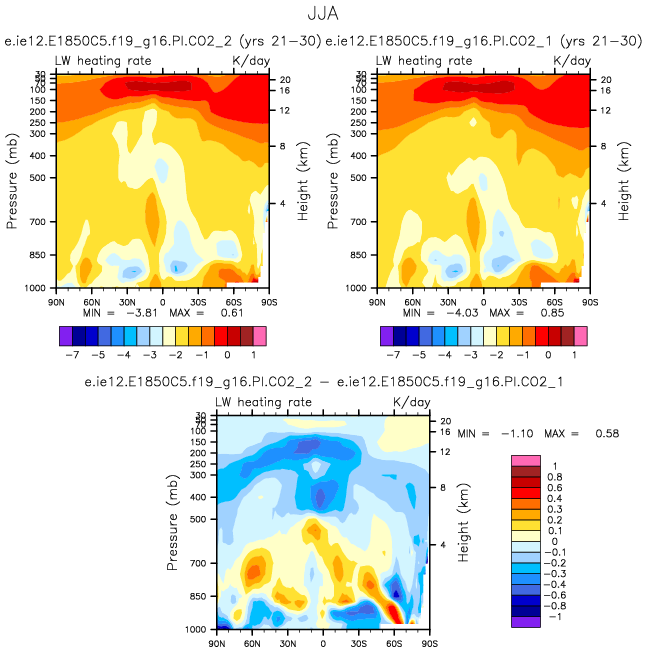 JJA
e.ie12.E1850C5.f19_g16.PI.CO2_2 (yrs 21-30) e.ie12.E1850C5.f19_g16.PI.CO2_1 (yrs 21-30)
LW heating rate K/day LW heating rate K/day
30 50 70 100 150 200 250 300 400 500 700 850 1000
Pressure (mb)
20 16 12 8 4
Height (km)
90N 60N 30N 0 30S 60S 90S
MIN = -3.81 MAX = 0.61
-7 -5 -4 -3 -2 -1 0 1
30 50 70 100 150 200 250 300 400 500 700 850 1000
Pressure (mb)
20 16 12 8 4
Height (km)
90N 60N 30N 0 30S 60S 90S
MIN = -4.03 MAX = 0.85
-7 -5 -4 -3 -2 -1 0 1
e.ie12.E1850C5.f19_g16.PI.CO2_2 - e.ie12.E1850C5.f19_g16.PI.CO2_1
LW heating rate K/day
30 50 70 100 150 200 250 300 400 500 700 850 1000
Pressure (mb)
20 16 12 8 4
Height (km)
90N 60N 30N 0 30S 60S 90S
MIN = -1.10 MAX = 0.58
1
0.8
0.6
0.4
0.3
0.2
0.1
0
-0.1
-0.2
-0.3
-0.4
-0.6
-0.8
-1